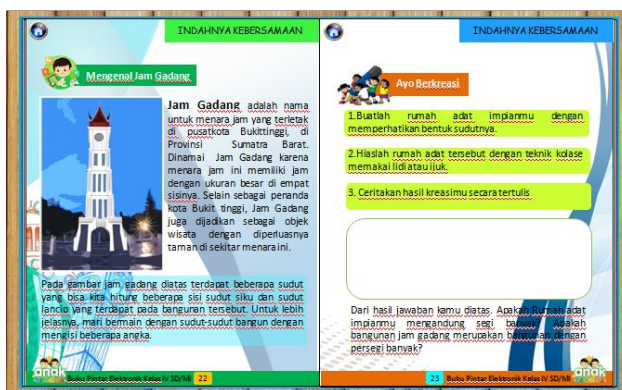 INDAHNYA KEBERSAMAAN
Mengenal Jam Gadang
Jam Gadang adalah nama
untuk menara jam yang terletak
di pusatkota Bukittinggi, di
Provinsi Sumatra Barat.
Dinamai Jam Gadang karena
menara jam ini memiliki jam
dengan ukuran besar di empat
sisinya. Selain sebagai penanda
kota Bukit tinggi, Jam Gadang
juga dijadikan sebagai objek
wisata dengan diperluasnya
taman di sekitar menara ini.
Pada gambar jam gadang diatas terdapat beberapa sudut
yang bisa kita hitung beberapa sisi sudut siku dan sudut
lancip yang terdapat pada bangunan tersebut. Untuk lebih
jelasnya, mari bermain dengan sudut-sudut bangun dengan
mengisi beberapa angka.
anak
Buku Pintar Elektronik Kelas IV SD/MI 22
INDAHNYA KEBERSAMAAN
Ayo Berkreasi
1.Buatlah rumah adat impianmu dengan
memperhatikan bentuk sudutnya.
2.Hiaslah rumah adat tersebut dengan teknik kolase
memakai lidi atau ijuk.
3. Ceritakan hasil kreasimu secara tertulis
Dari hasil jawaban kamu diatas. Apakah Rumah adat
impianmu mengandung segi banyak? Apakah
bangunan jam gadang merupakan bangunan dengan
persegi banyak?
23 Buku Pintar Elektronik Kelas IV SD/MI
anak